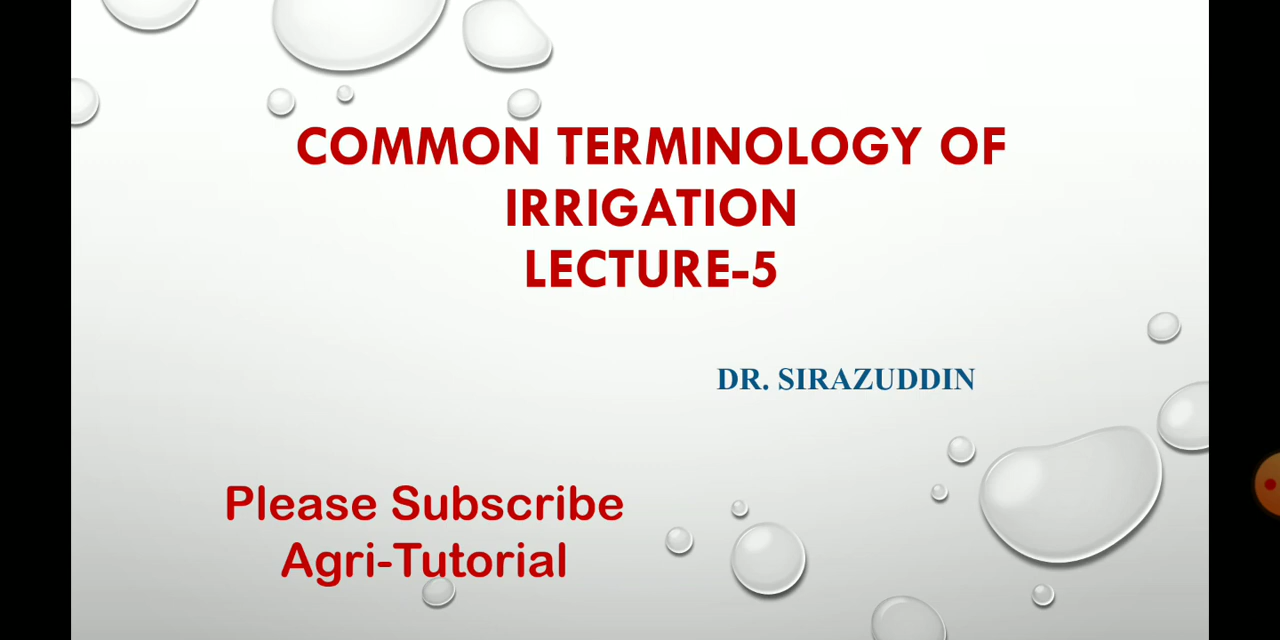 COMMON TERMINOLOGY OF
IRRIGATION
LECTURE-5
DR. SIRAZUDDIN
Please Subscribe
Agri-Tutorial